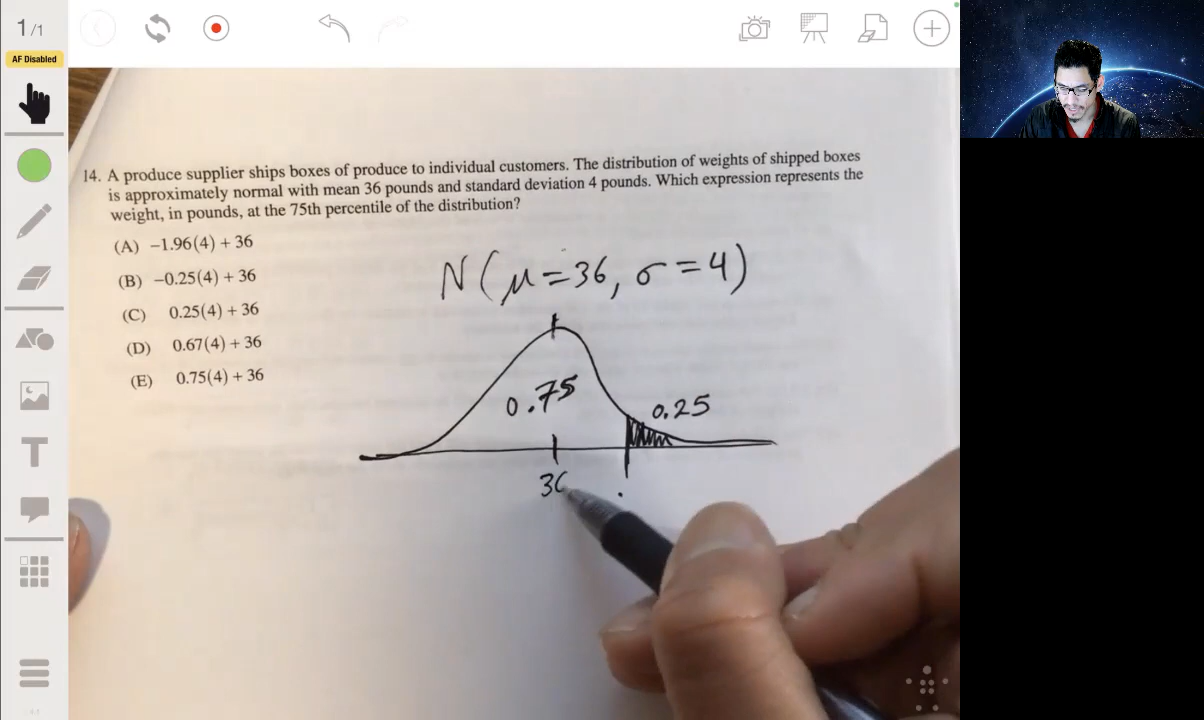 1/1
AF Disabled
14. A produce supplier ships boxes of produce to individual customers. The distribution of weights of shipped boxes
is approximately normal with mean 36 pounds and standard deviation 4 pounds. Which expression represents the
weight, in pounds, at the 75th percentile of the distribution?
(A) −1.96(4) + 36
(B) −0.25(4) + 36
(C) 0.25(4) + 36
(D) 0.67(4) + 36
(E) 0.75(4) + 36
N(μ=36, σ=4)
0.75
0.25
36
T